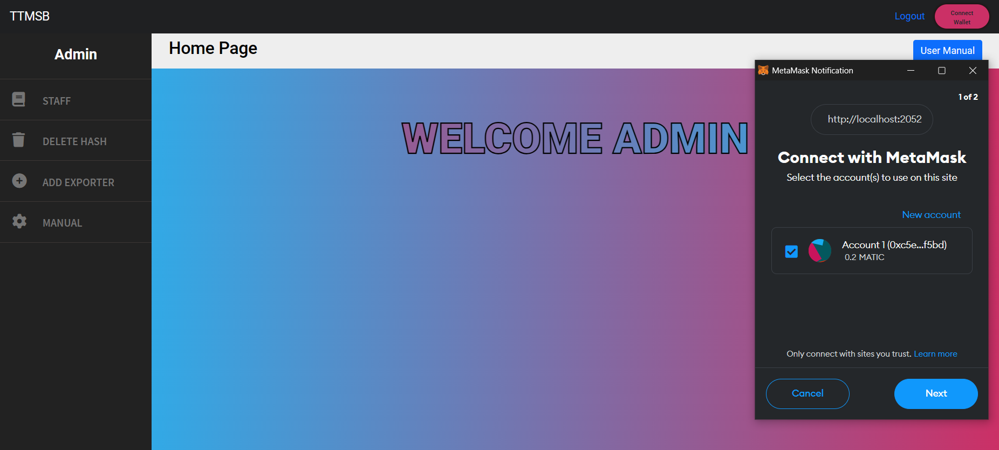 TTMSB
Logout
Connect
Wallet
Admin
STAFF
DELETE HASH
ADD EXPORTER
MANUAL
Home Page
User Manual
WELCOME ADMIN
MetaMask Notification
1 of 2
http://localhost:2052
Connect with MetaMask
Select the account(s) to use on this site
New account
Account 1 (0xc5e...f5bd)
0.2 MATIC
Only connect with sites you trust. Learn more
Cancel
Next